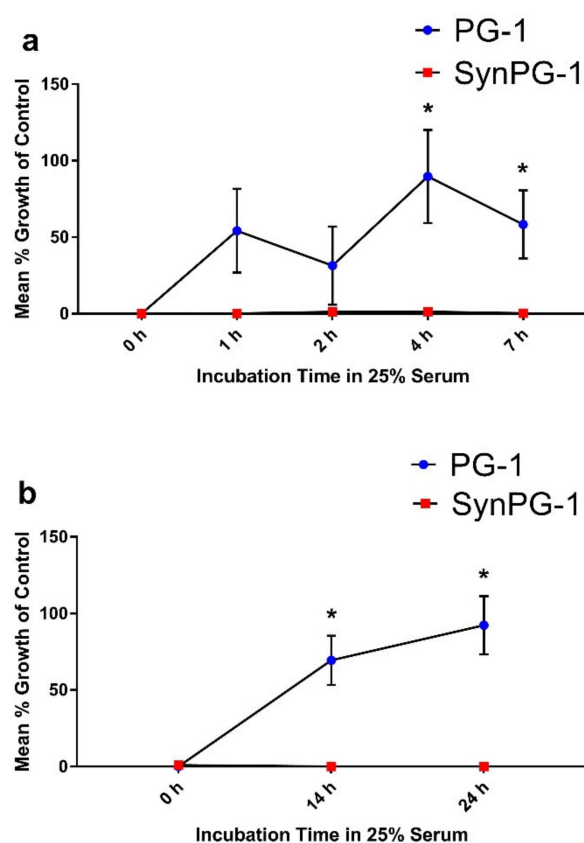 a
PG-1
SynPG-1
Mean % Growth of Control
150
100
50
0
*
*
0 h
1 h
2 h
4 h
7 h
Incubation Time in 25% Serum
b
PG-1
SynPG-1
Mean % Growth of Control
150
100
50
0
*
*
0 h
14 h
24 h
Incubation Time in 25% Serum